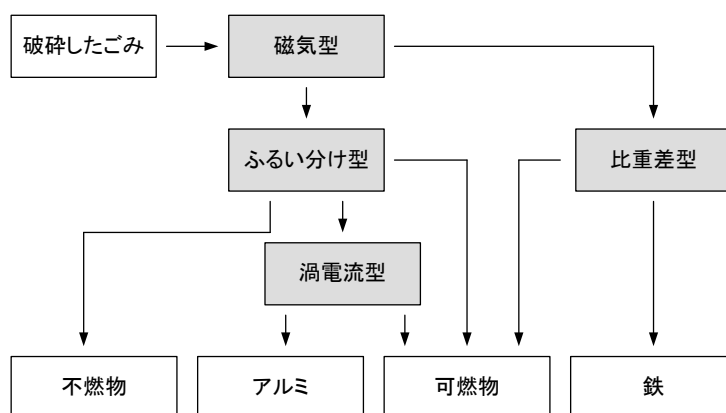 破砕したごみ
磁気型
ふるい分け型
比重差型
渦電流型
不燃物
アルミ
可燃物
鉄